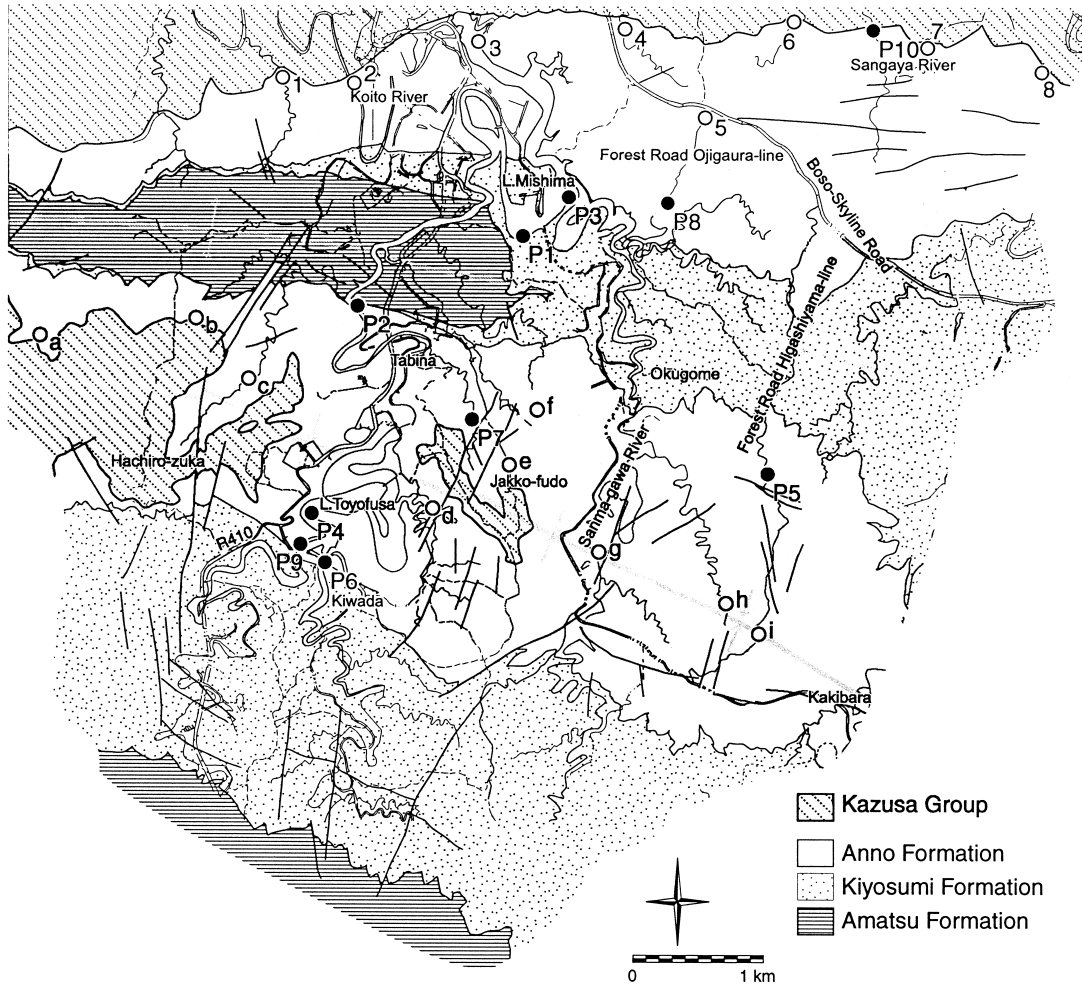 1
2
3
4
5
6
7
8
P10
Koito River
Sangaya River
Forest Road Ojigaura-line
Boso-Skyline Road
L.Mishima
P3
P8
P1
Forest Road Higashiyama-line
a
b
P2
Tabina
c
Okugome
f
P7
Hachiro-zuka
e
Jakko-fudo
Sanma-gawa River
P5
L.Toyofusa
d
P4
R410
P9
P6
Kiwada
g
h
i
Kakibara
Kazusa Group
Anno Formation
Kiyosumi Formation
Amatsu Formation
0 1 km